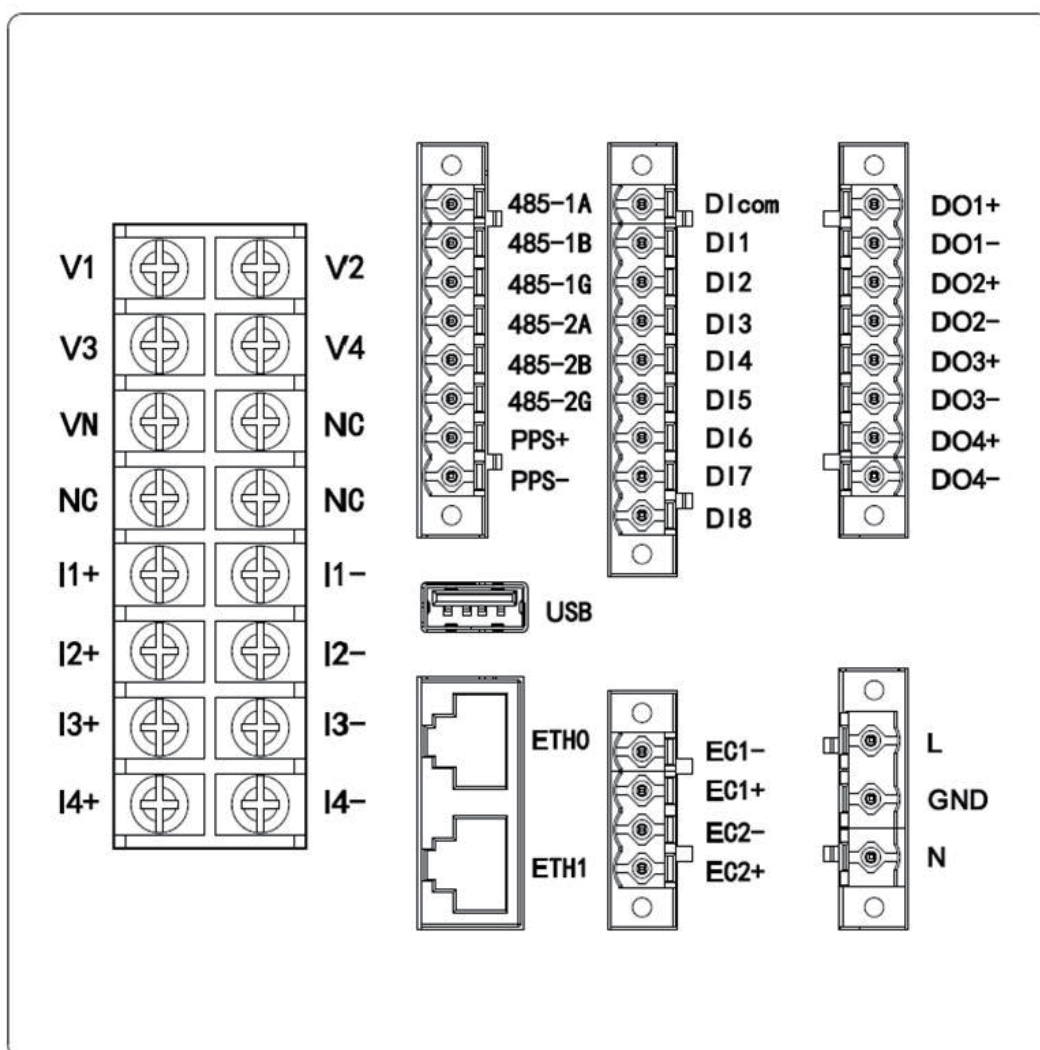 V1 V2
V3 V4
VN NC
NC NC
I1+ I1-
I2+ I2-
I3+ I3-
I4+ I4-
485-1A
485-1B
485-1G
485-2A
485-2B
485-2G
PPS+
PPS-
DIcom
DI1
DI2
DI3
DI4
DI5
DI6
DI7
DI8
DO1+
DO1-
DO2+
DO2-
DO3+
DO3-
DO4+
DO4-
USB
ETH0
ETH1
EC1-
EC1+
EC2-
EC2+
L
GND
N